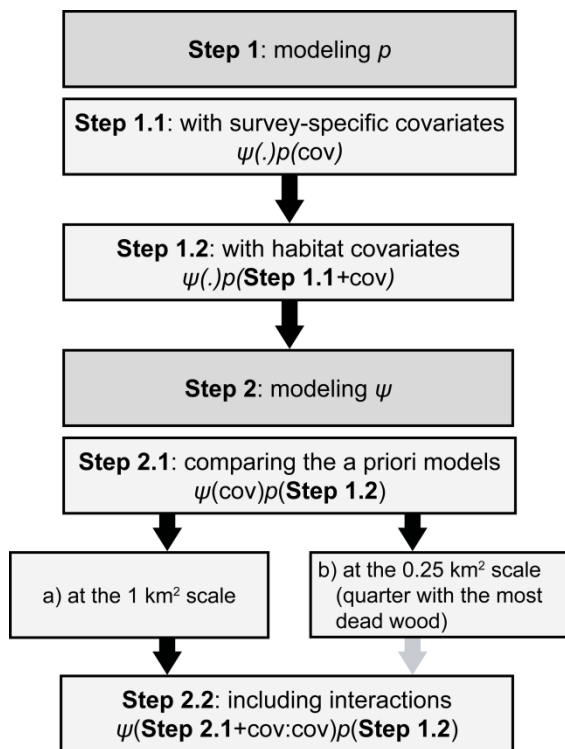 Step 1: modeling p
Step 1.1: with survey-specific covariates
ψ(.)p(cov)
Step 1.2: with habitat covariates
ψ(.)p(Step 1.1+cov)
Step 2: modeling ψ
Step 2.1: comparing the a priori models
ψ(cov)p(Step 1.2)
a) at the 1 km² scale
b) at the 0.25 km² scale
(quarter with the most
dead wood)
Step 2.2: including interactions
ψ(Step 2.1+cov:cov)p(Step 1.2)